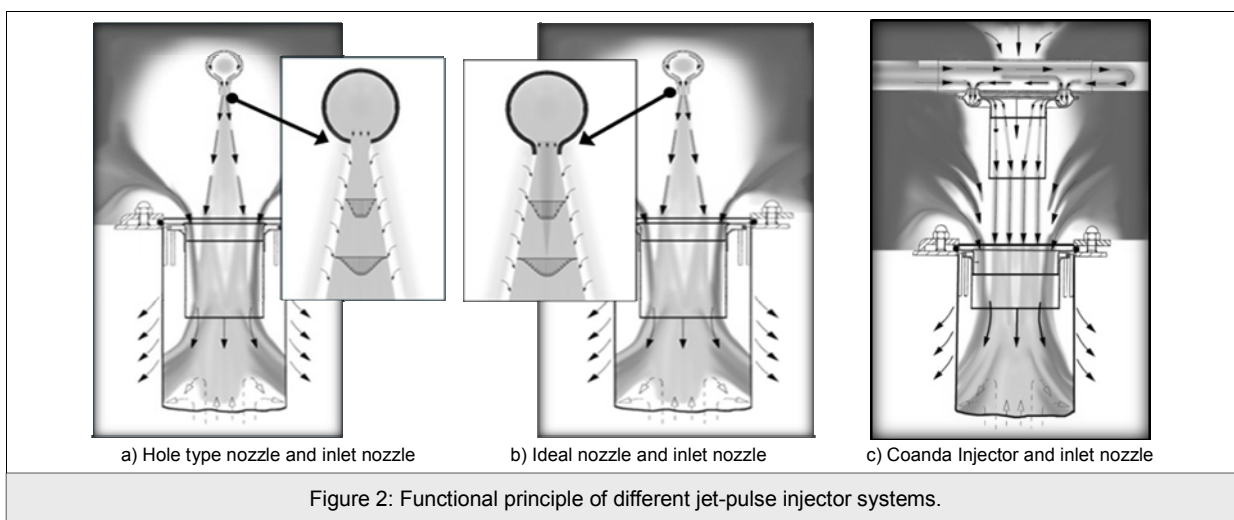 a) Hole type nozzle and inlet nozzle
b) Ideal nozzle and inlet nozzle
c) Coanda Injector and inlet nozzle
Figure 2: Functional principle of different jet-pulse injector systems.